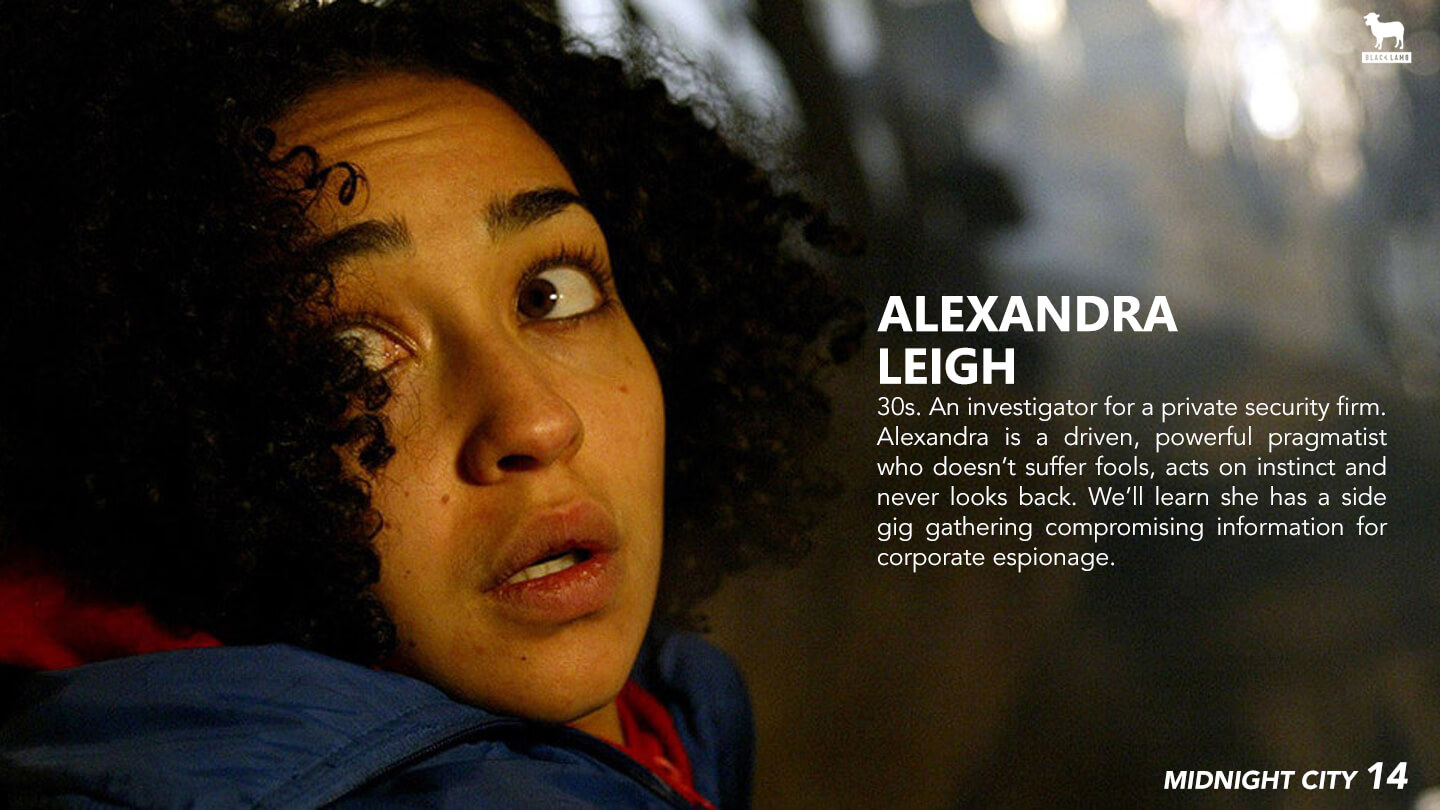 BLACK LAMB
ALEXANDRA
LEIGH
30s. An investigator for a private security firm.
Alexandra is a driven, powerful pragmatist
who doesn’t suffer fools, acts on instinct and
never looks back. We’ll learn she has a side
gig gathering compromising information for
corporate espionage.
MIDNIGHT CITY 14